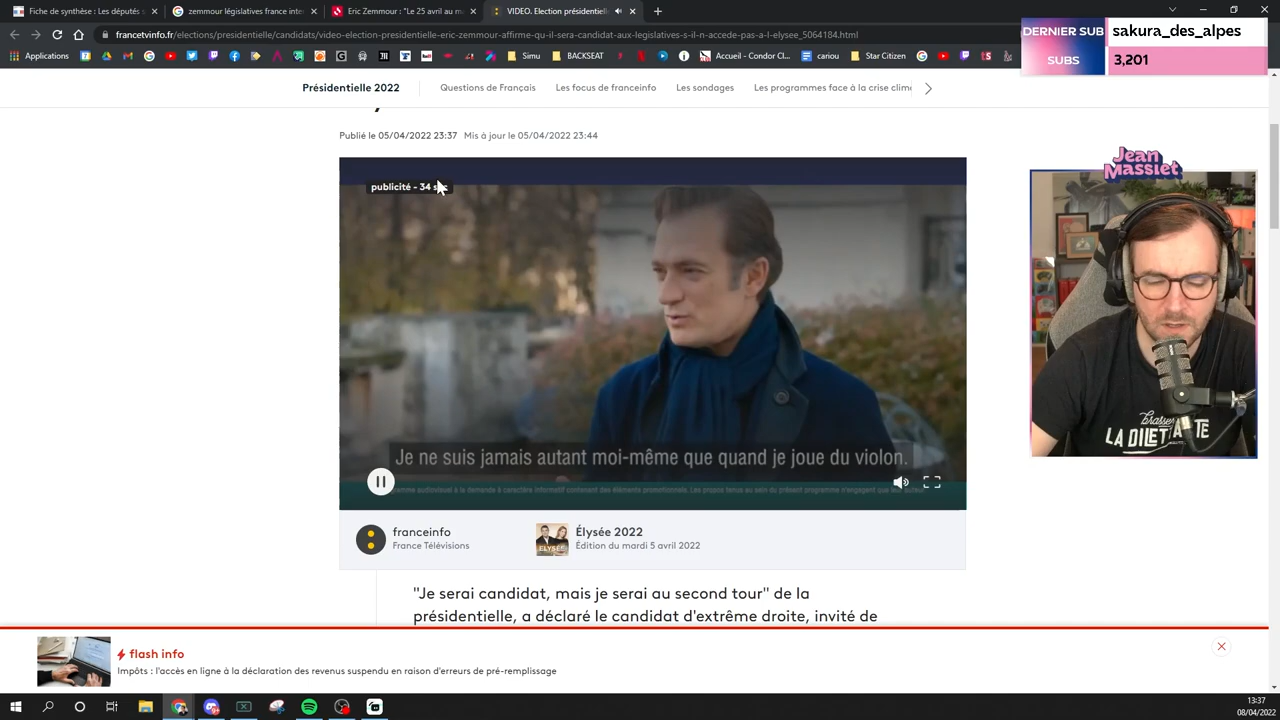 Fiche de synthèse : Les députés s
zemmour législatives france inter
Eric Zemmour : "Le 25 avril au m
VIDEO. Election présidentielle
francetvinfo.fr/elections/presidentielle/candidats/video-election-presidentielle-eric-zemmour-affirme-qu-il-sera-candidat-aux-legislatives-s-il-n-accede-pas-a-l-elysee_5064184.html
Applications
Simu
BACKSEAT
Accueil - Condor Cl...
cariou
Star Citizen
DERNIER SUB
sakura_des_alpes
SUBS
3,201
Présidentielle 2022
Questions de Français
Les focus de franceinfo
Les sondages
Les programmes face à la crise clima
Publié le 05/04/2022 23:37 Mis à jour le 05/04/2022 23:44
publicité - 34 s
Jean
Massiet
brasserie
LA DILETTANTE
Je ne suis jamais autant moi-même que quand je joue du violon.
franceinfo
France Télévisions
ELYSÉE
Élysée 2022
Édition du mardi 5 avril 2022
"Je serai candidat, mais je serai au second tour" de la
présidentielle, a déclaré le candidat d'extrême droite, invité de
flash info
Impôts : l'accès en ligne à la déclaration des revenus suspendu en raison d'erreurs de pré-remplissage
13:37
08/04/2022